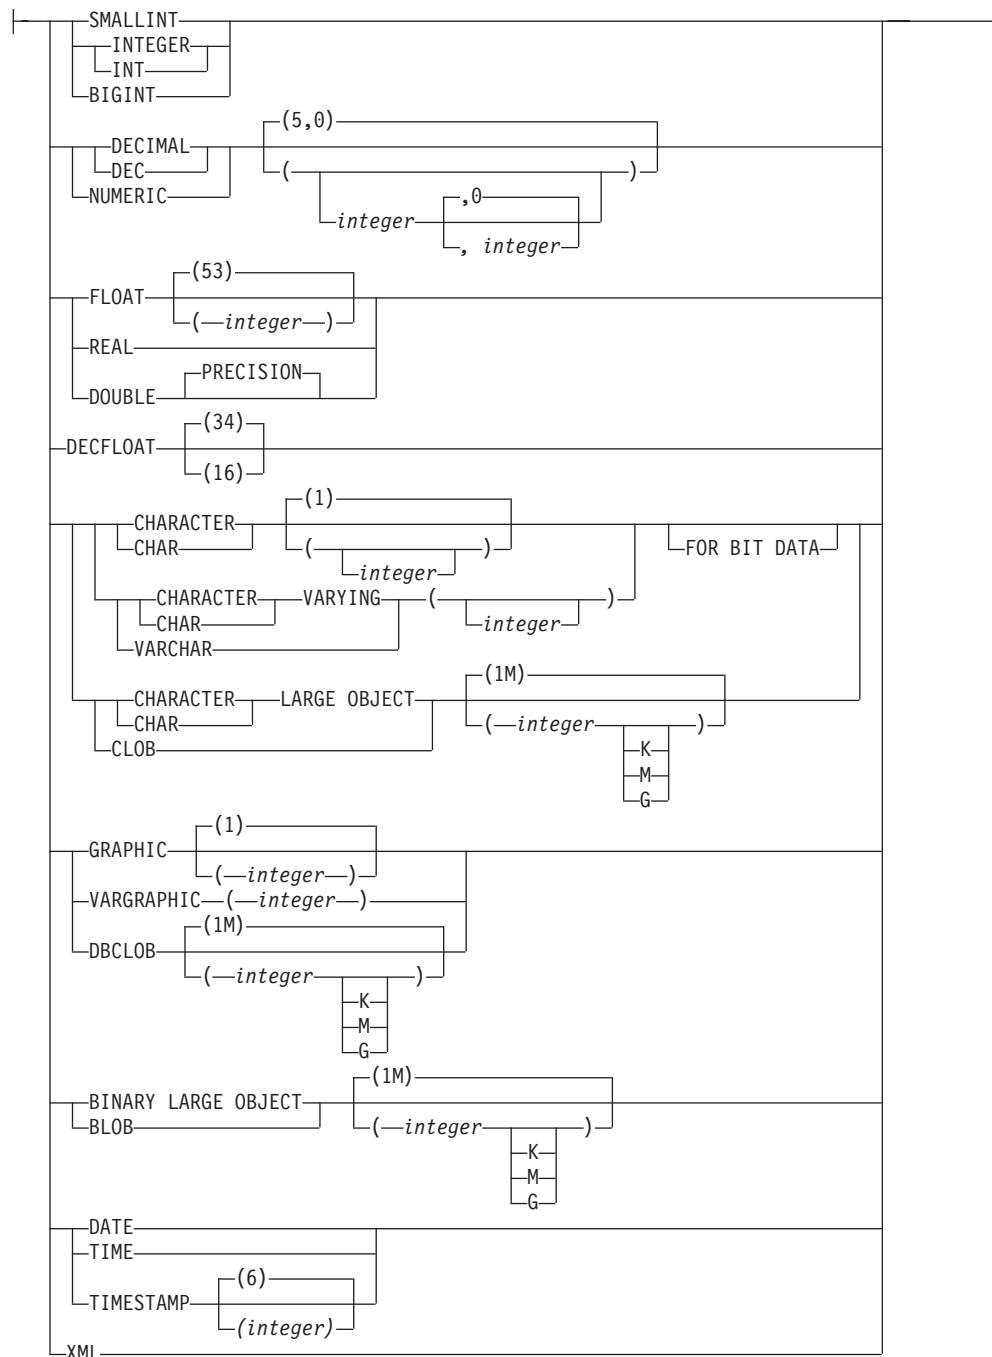 SMALLINT
INTEGER
INT
BIGINT
(5,0)
DECIMAL
DEC ( )
NUMERIC ,0
integer
, integer
(53)
FLOAT
( integer )
REAL
PRECISION
DOUBLE
(34)
DECFLOAT
(16)
(1)
CHARACTER
CHAR ( ) FOR BIT DATA
integer
CHARACTER VARYING ( )
CHAR integer
VARCHAR
(1M)
CHARACTER LARGE OBJECT
CHAR ( integer )
CLOB K
M
G
(1)
GRAPHIC
( integer )
VARGRAPHIC ( integer )
(1M)
DBCLOB
( integer )
K
M
G
(1M)
BINARY LARGE OBJECT
BLOB ( integer )
K
M
G
DATE
TIME
(6)
TIMESTAMP
(integer)
XML